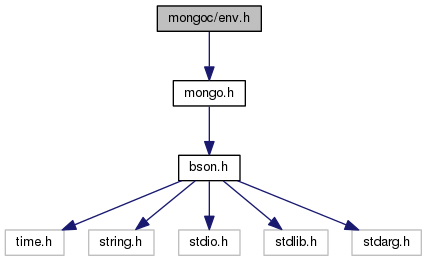 mongoc/env.h
mongo.h
bson.h
time.h
string.h
stdio.h
stdlib.h
stdarg.h